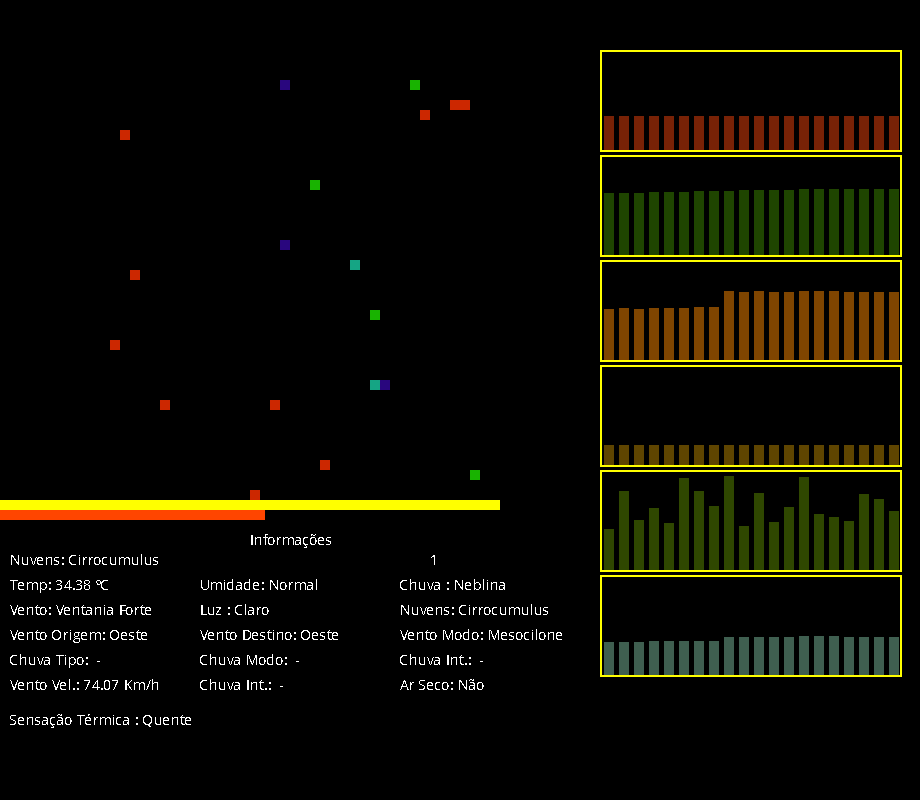 Informações
Nuvens: Cirrocumulus 1
Temp: 34.38 ºC Umidade: Normal Chuva : Neblina
Vento: Ventania Forte Luz : Claro Nuvens: Cirrocumulus
Vento Origem: Oeste Vento Destino: Oeste Vento Modo: Mesocilone
Chuva Tipo: - Chuva Modo: - Chuva Int.: -
Vento Vel.: 74.07 Km/h Chuva Int.: - Ar Seco: Não
Sensação Térmica : Quente